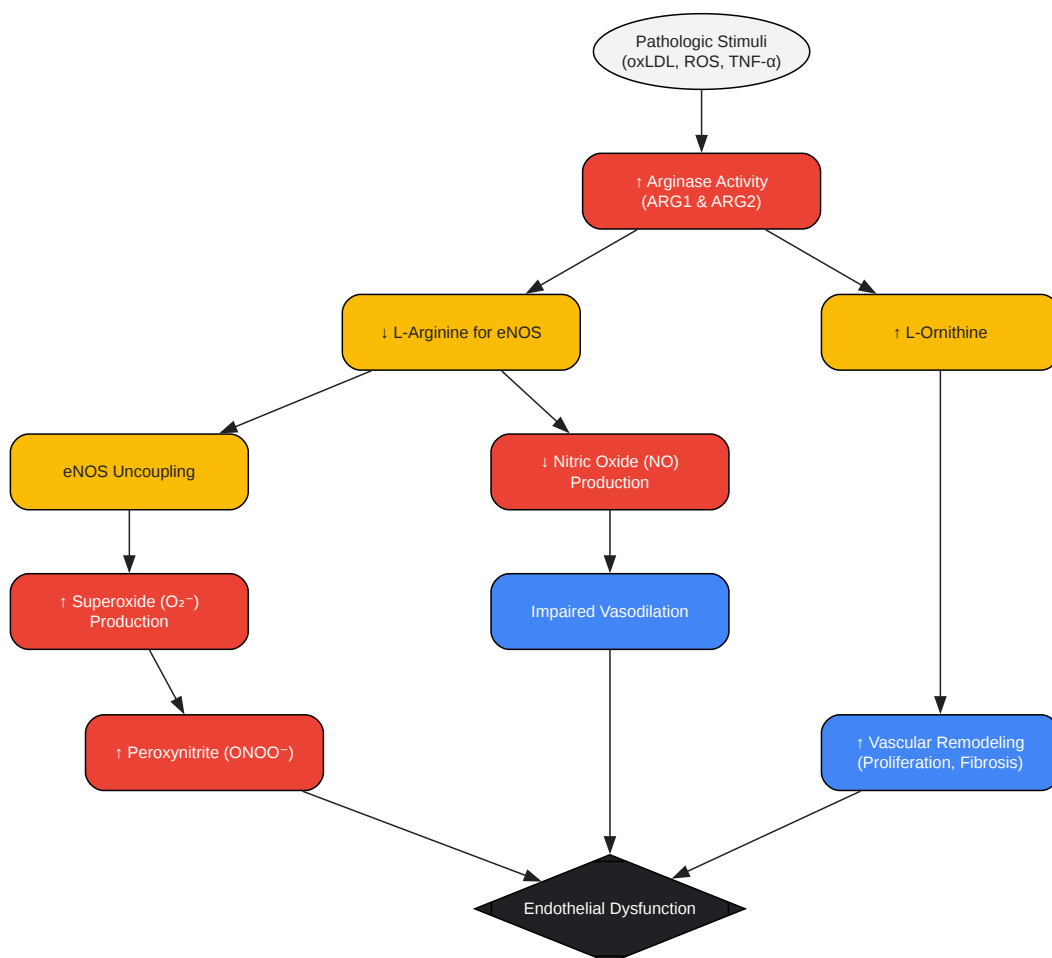 Pathologic Stimuli
(oxLDL, ROS, TNF-α)
↑ Arginase Activity
(ARG1 & ARG2)
↓ L-Arginine for eNOS
↑ L-Ornithine
eNOS Uncoupling
↓ Nitric Oxide (NO)
Production
↑ Superoxide (O₂⁻)
Production
Impaired Vasodilation
↑ Peroxynitrite (ONOO⁻)
↑ Vascular Remodeling
(Proliferation, Fibrosis)
Endothelial Dysfunction